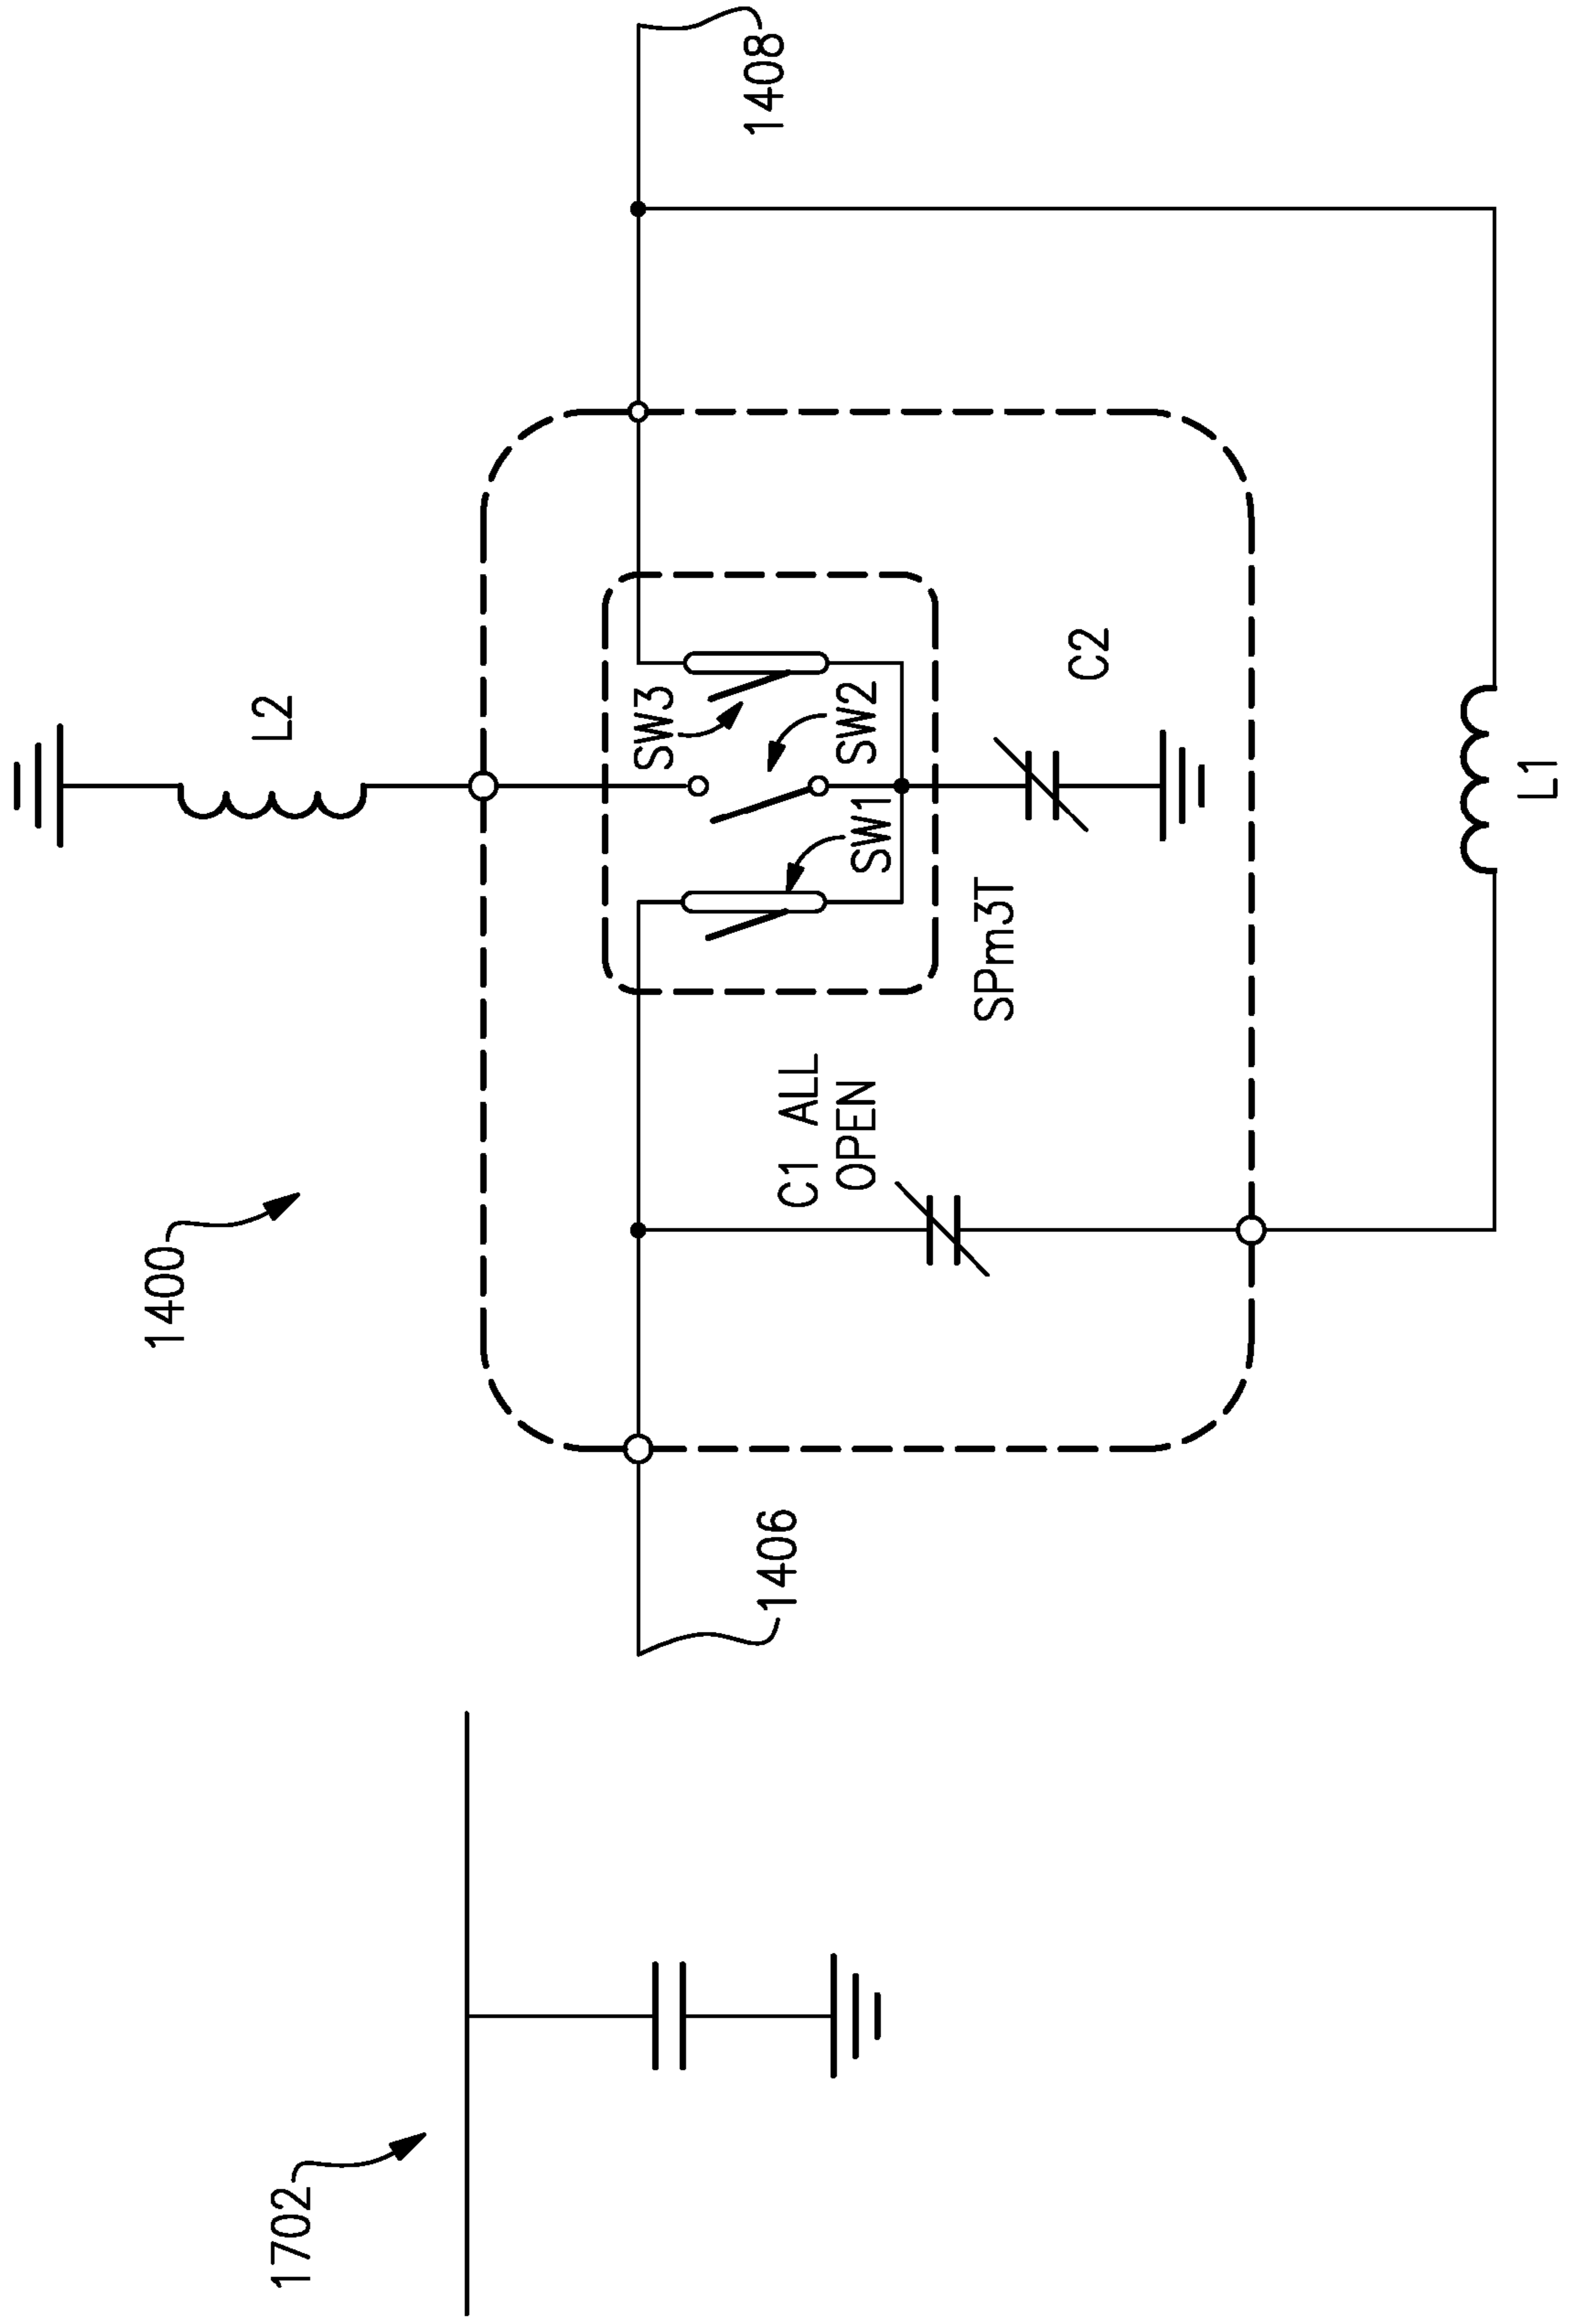 1702
1400
1406
1408
L2
SW3
SW2
SW1
C1 ALL
OPEN
SPm3T
C2
L1